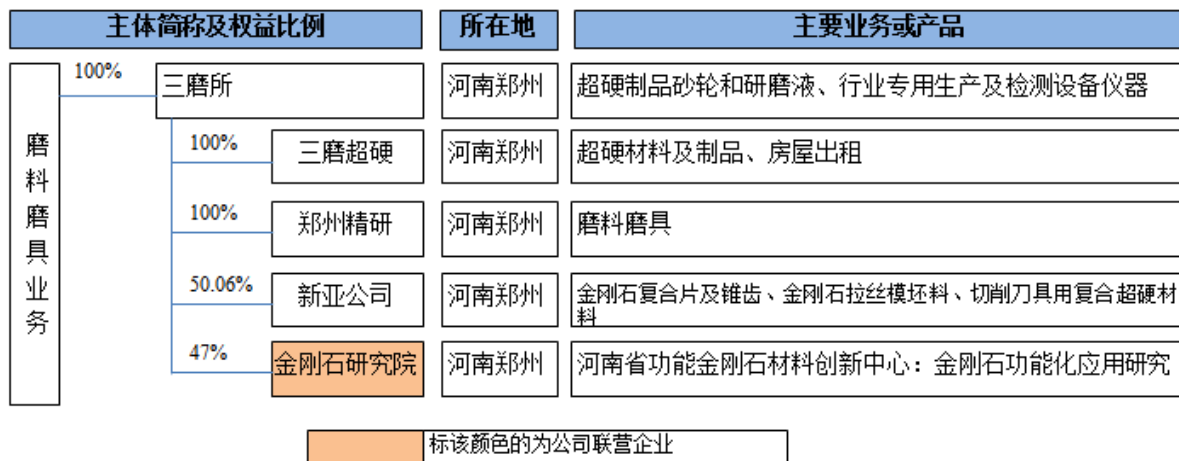 主体简称及权益比例 所在地 主要业务或产品
磨料磨具业务
100% 三磨所 河南郑州 超硬制品砂轮和研磨液、行业专用生产及检测设备仪器
100% 三磨超硬 河南郑州 超硬材料及制品、房屋出租
100% 郑州精研 河南郑州 磨料磨具
50.06% 新亚公司 河南郑州 金刚石复合片及锥齿、金刚石拉丝模坯料、切削刀具用复合超硬材
料
47% 金刚石研究院 河南郑州 河南省功能金刚石材料创新中心：金刚石功能化应用研究
标该颜色的为公司联营企业